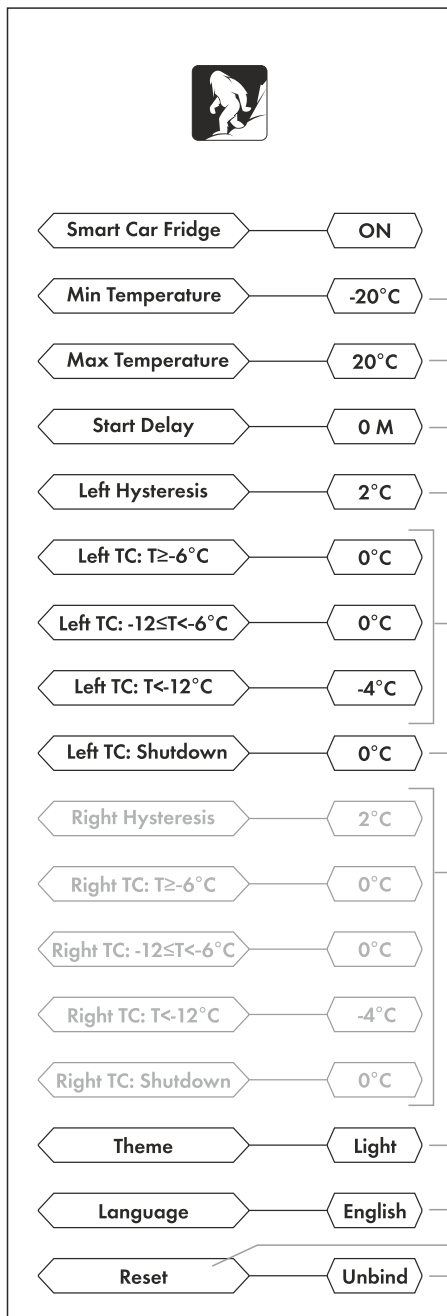 Smart Car Fridge ON
Min Temperature -20°C
Max Temperature 20°C
Start Delay 0 M
Left Hysteresis 2°C
Left TC: T≥-6°C 0°C
Left TC: -12≤T<-6°C 0°C
Left TC: T<-12°C -4°C
Left TC: Shutdown 0°C
Right Hysteresis 2°C
Right TC: T≥-6°C 0°C
Right TC: -12≤T<-6°C 0°C
Right TC: T<-12°C -4°C
Right TC: Shutdown 0°C
Theme Light
Language English
Reset Unbind